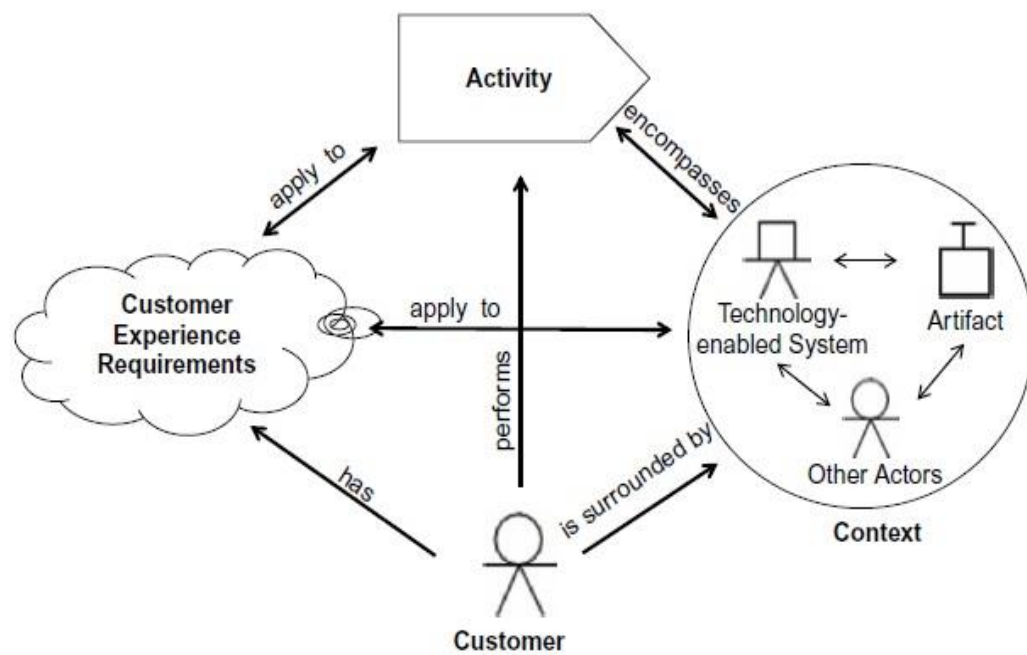 Activity
apply to
encompasses
Customer
Experience
Requirements
apply to
Technology-
enabled System
Artifact
performs
Other Actors
has
is surrounded by
Context
Customer